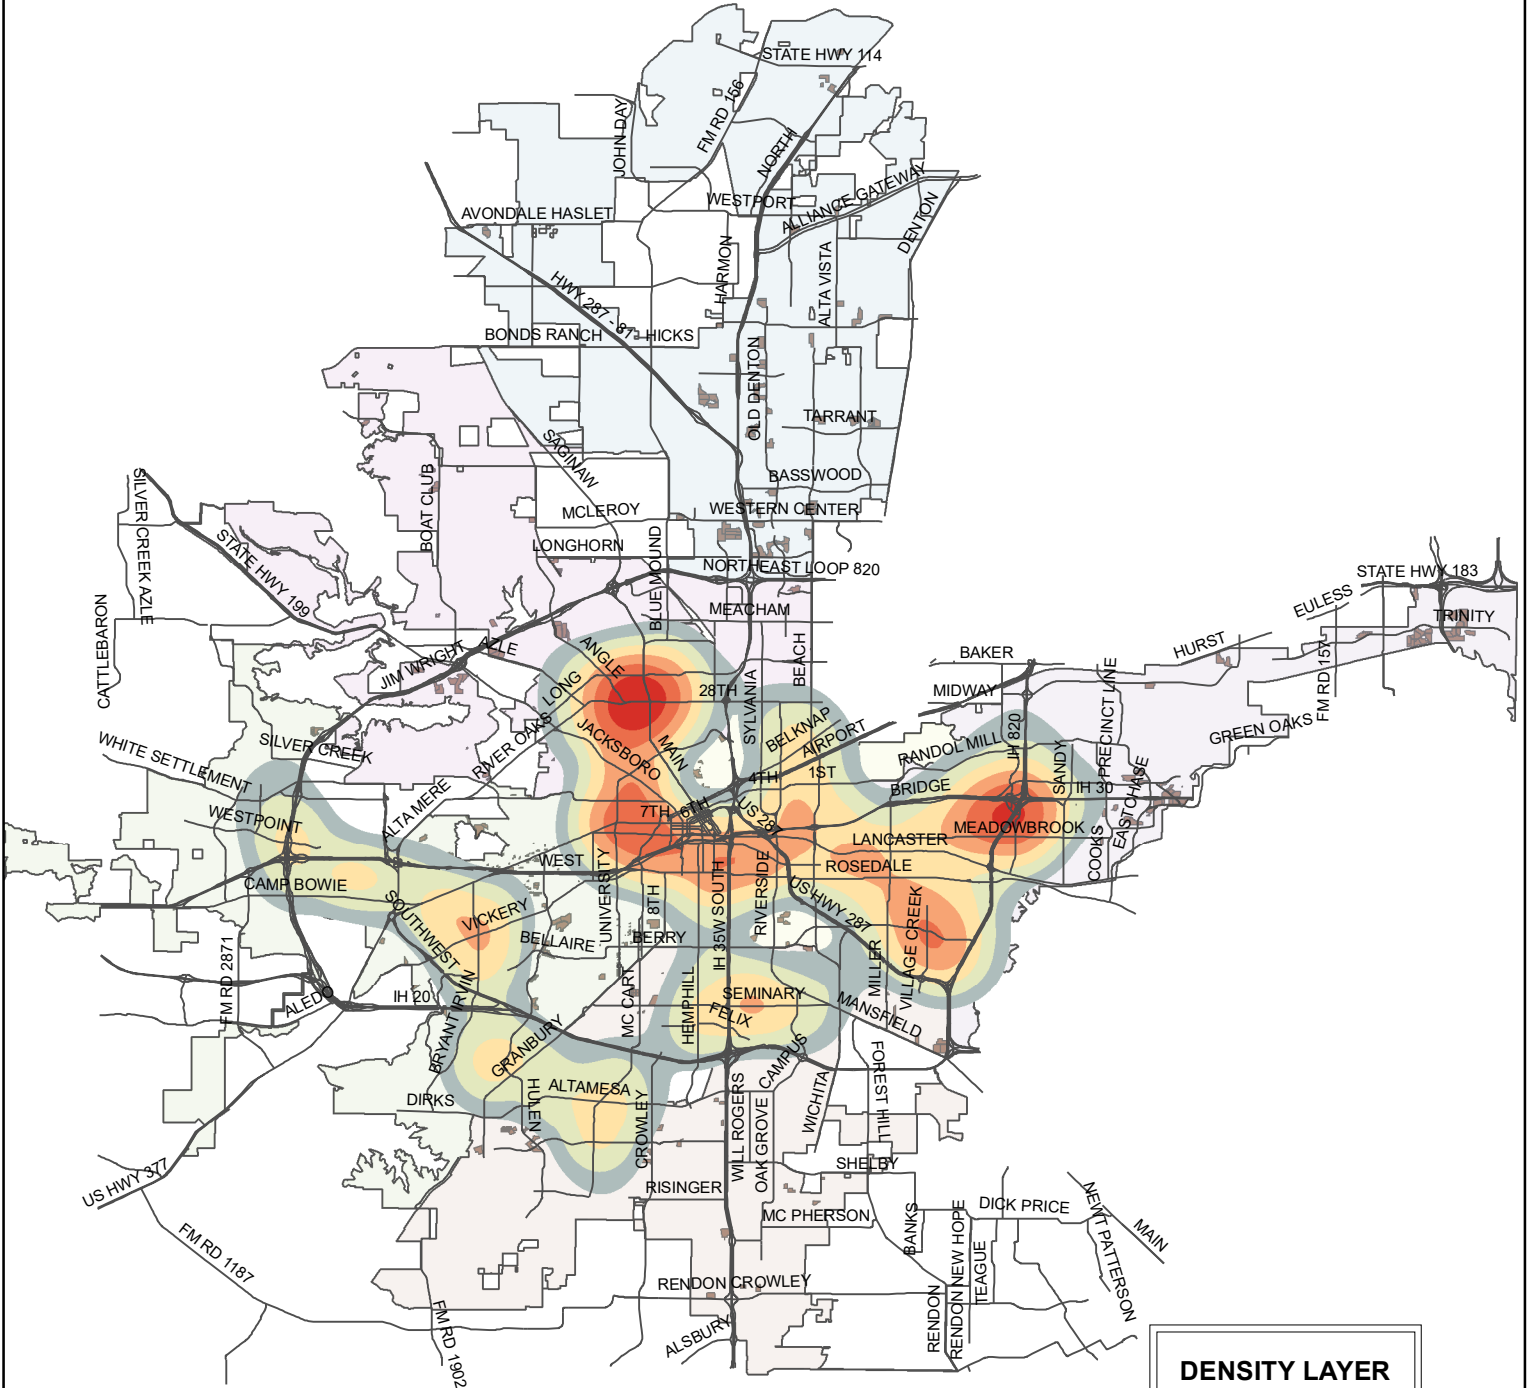 STATE HWY 114
FM RD 156
JOHN DAY
NORTH
WESTPORT
ALLIANCE GATEWAY
AVONDALE HASLET
DENTON
HARMON
ALTA VISTA
HWY 287 - 81
HICKS
BONDS RANCH
OLD DENTON
TARRANT
SAGINAW
BASSWOOD
BOAT CLUB
MCLEROY
WESTERN CENTER
SILVER CREEK AZLE
STATE HWY 199
LONGHORN
BLUE MOUND
NORTHEAST LOOP 820
STATE HWY 183
MEACHAM
EULESS
TRINITY
CATTLEBARON
JIM WRIGHT
AZLE
ANGLE
BEACH
BAKER
HURST
FM RD 157
LONG
28TH
MIDWAY
PRECINCT LINE
SYLVANIA
RIVER OAKS
JACKSBORO
MAIN
BELKNAP
AIRPORT
RANDOL MILL
IH 820
GREEN OAKS
WHITE SETTLEMENT
SILVER CREEK
4TH
1ST
SANDY
BRIDGE
IH 30
EASTCHASE
ALTAMERE
WESTPOINT
7TH
6TH
US 287
LANCASTER
MEADOWBROOK
COOKS
WEST
ROSEDALE
CAMP BOWIE
UNIVERSITY
8TH
IH 35W SOUTH
RIVERSIDE
US HWY 287
SOUTHWEST
VICKERY
VILLAGE CREEK
BELLAIRE
BERRY
MILLER
FM RD 2871
MC CART
HEMPHILL
SEMINARY
FELIX
MANSFIELD
ALEDO
IH 20
BRYANT IRVIN
GRANBURY
CAMPUS
FOREST HILL
ALTAMESA
HULEN
DIRKS
CROWLEY
WILL ROGERS
OAK GROVE
WICHITA
SHELBY
US HWY 377
RISINGER
MC PHERSON
BANKS
RENDON NEW HOPE
DICK PRICE
NEWT PATTERSON
MAIN
TEAGUE
FM RD 1187
RENDON CROWLEY
RENDON
FM RD 1902
ALSBURY
DENSITY LAYER